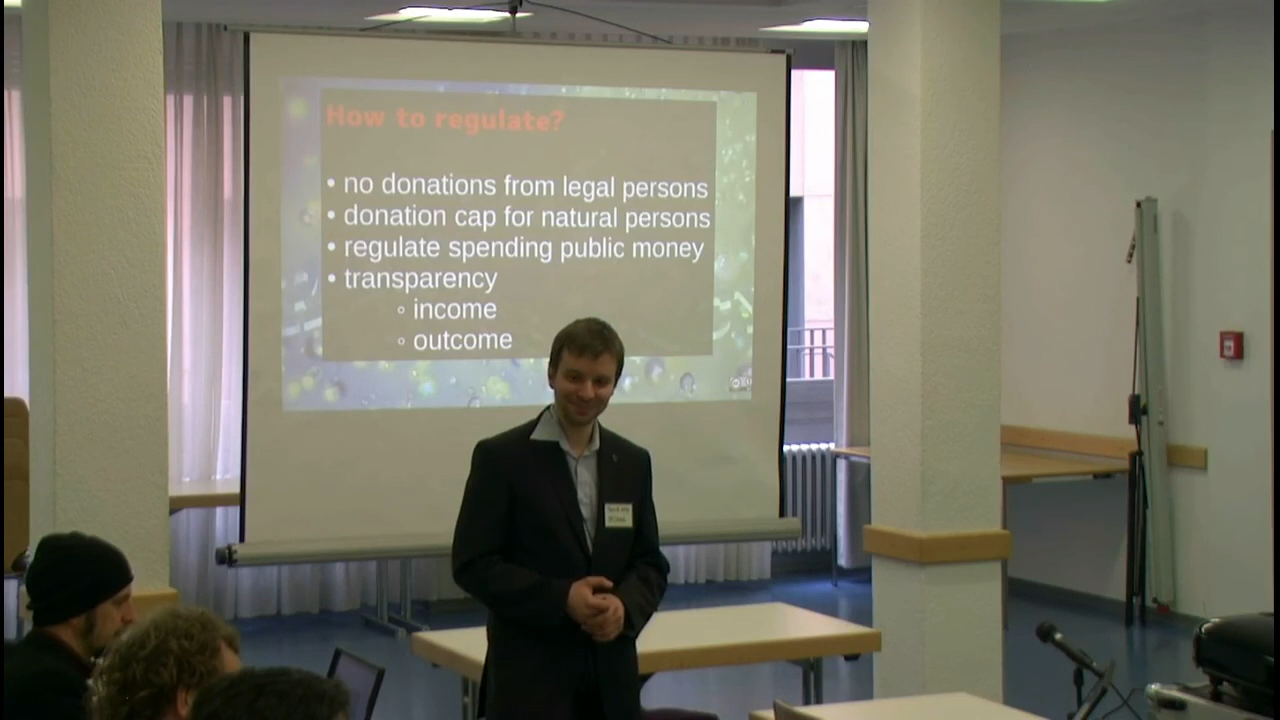 How to regulate?
• no donations from legal persons
• donation cap for natural persons
• regulate spending public money
• transparency
◦ income
◦ outcome